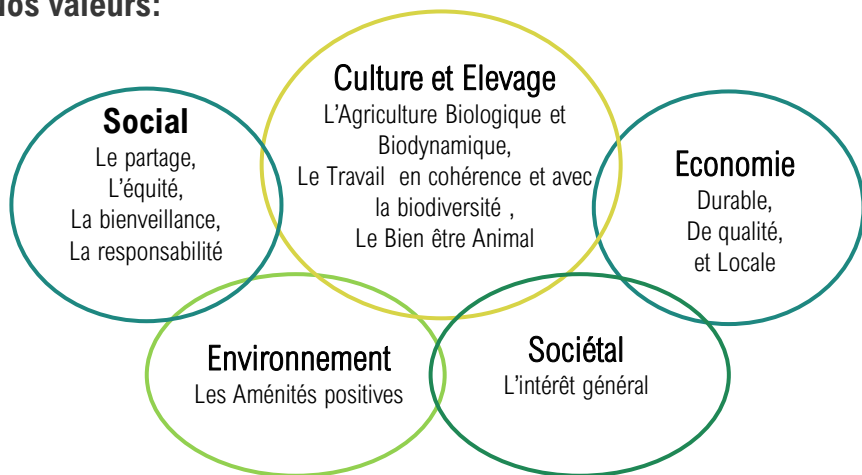 los valeurs:
Culture et Elevage
L'Agriculture Biologique et
Biodynamique,
Le Travail en cohérence et avec
la biodiversité ,
Le Bien être Animal
Social
Le partage,
L'équité,
La bienveillance,
La responsabilité
Economie
Durable,
De qualité,
et Locale
Environnement
Les Aménités positives
Sociétal
L'intérêt général